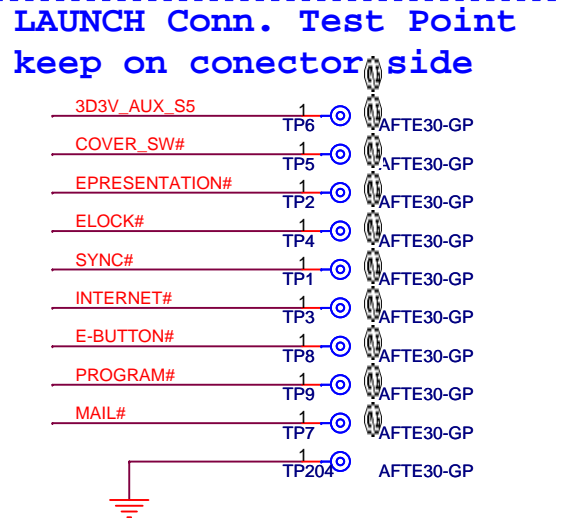 LAUNCH Conn. Test Point
keep on conector side
3D3V_AUX_S5 1 TP6 AFTE30-GP
COVER_SW# 1 TP5 AFTE30-GP
EPRESENTATION# 1 TP2 AFTE30-GP
ELOCK# 1 TP4 AFTE30-GP
SYNC# 1 TP1 AFTE30-GP
INTERNET# 1 TP3 AFTE30-GP
E-BUTTON# 1 TP8 AFTE30-GP
PROGRAM# 1 TP9 AFTE30-GP
MAIL# 1 TP7 AFTE30-GP
1 TP204 AFTE30-GP